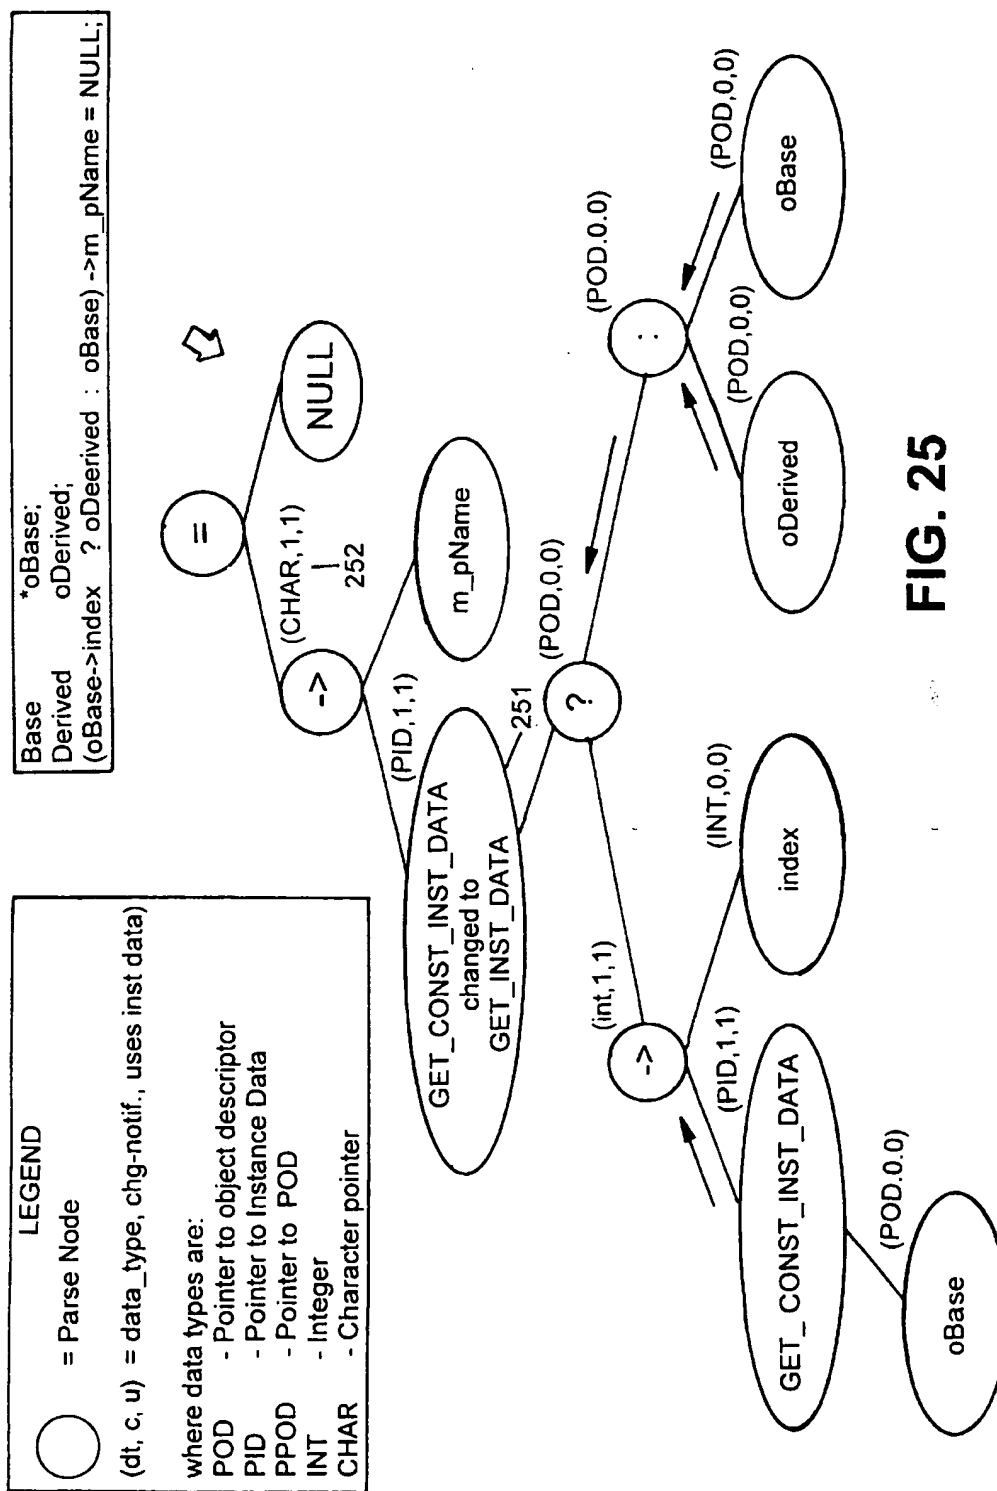 LEGEND
= Parse Node
(dt, c, u) = data_type, chg-notif., uses inst data)
where data types are:
POD - Pointer to object descriptor
PID - Pointer to Instance Data
PPOD - Pointer to POD
INT - Integer
CHAR - Character pointer
Base *oBase;
Derived oDerived;
(oBase->index ? oDeerived : oBase) ->m_pName = NULL;
=
NULL
(CHAR,1,1)
252
->
m_pName
(PID,1,1)
GET_CONST_INST_DATA
changed to
GET_INST_DATA
251
(POD,0,0)
?
(POD.0.0)
:
(int,1,1)
->
(PID,1,1)
(INT,0,0)
index
(POD,0,0)
oDerived
(POD,0,0)
oBase
GET_CONST_INST_DATA
(POD.0.0)
oBase
FIG. 25